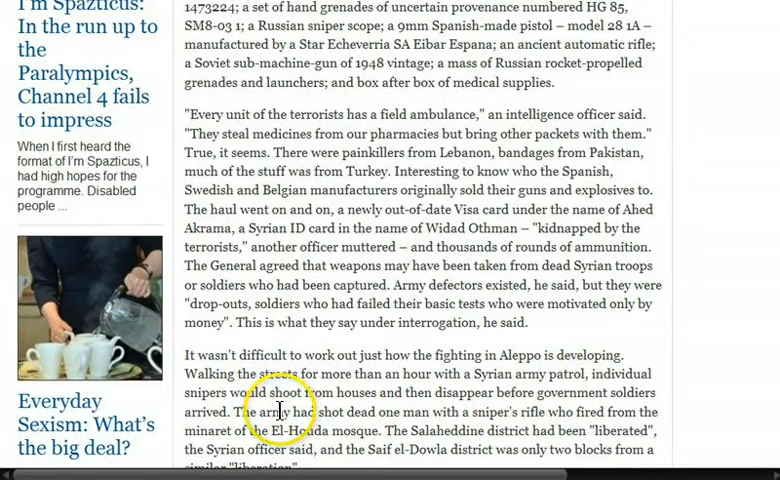 I'm Spazticus:
In the run up to
the
Paralympics,
Channel 4 fails
to impress
When I first heard the
format of I'm Spazticus, I
had high hopes for the
programme. Disabled
people ...
Everyday
Sexism: What's
the big deal?
1473224; a set of hand grenades of uncertain provenance numbered HG 85,
SM8-03 1; a Russian sniper scope; a 9mm Spanish-made pistol – model 28 1A –
manufactured by a Star Echeverria SA Eibar Espana; an ancient automatic rifle;
a Soviet sub-machine-gun of 1948 vintage; a mass of Russian rocket-propelled
grenades and launchers; and box after box of medical supplies.
"Every unit of the terrorists has a field ambulance," an intelligence officer said.
"They steal medicines from our pharmacies but bring other packets with them."
True, it seems. There were painkillers from Lebanon, bandages from Pakistan,
much of the stuff was from Turkey. Interesting to know who the Spanish,
Swedish and Belgian manufacturers originally sold their guns and explosives to.
The haul went on and on, a newly out-of-date Visa card under the name of Ahed
Akrama, a Syrian ID card in the name of Widad Othman – "kidnapped by the
terrorists," another officer muttered – and thousands of rounds of ammunition.
The General agreed that weapons may have been taken from dead Syrian troops
or soldiers who had been captured. Army defectors existed, he said, but they were
"drop-outs, soldiers who had failed their basic tests who were motivated only by
money". This is what they say under interrogation, he said.
It wasn't difficult to work out just how the fighting in Aleppo is developing.
Walking the streets for more than an hour with a Syrian army patrol, individual
snipers would shoot from houses and then disappear before government soldiers
arrived. The army had shot dead one man with a sniper's rifle who fired from the
minaret of the El-Houda mosque. The Salaheddine district had been "liberated",
the Syrian officer said, and the Saif el-Dowla district was only two blocks from a
similar "liberation".